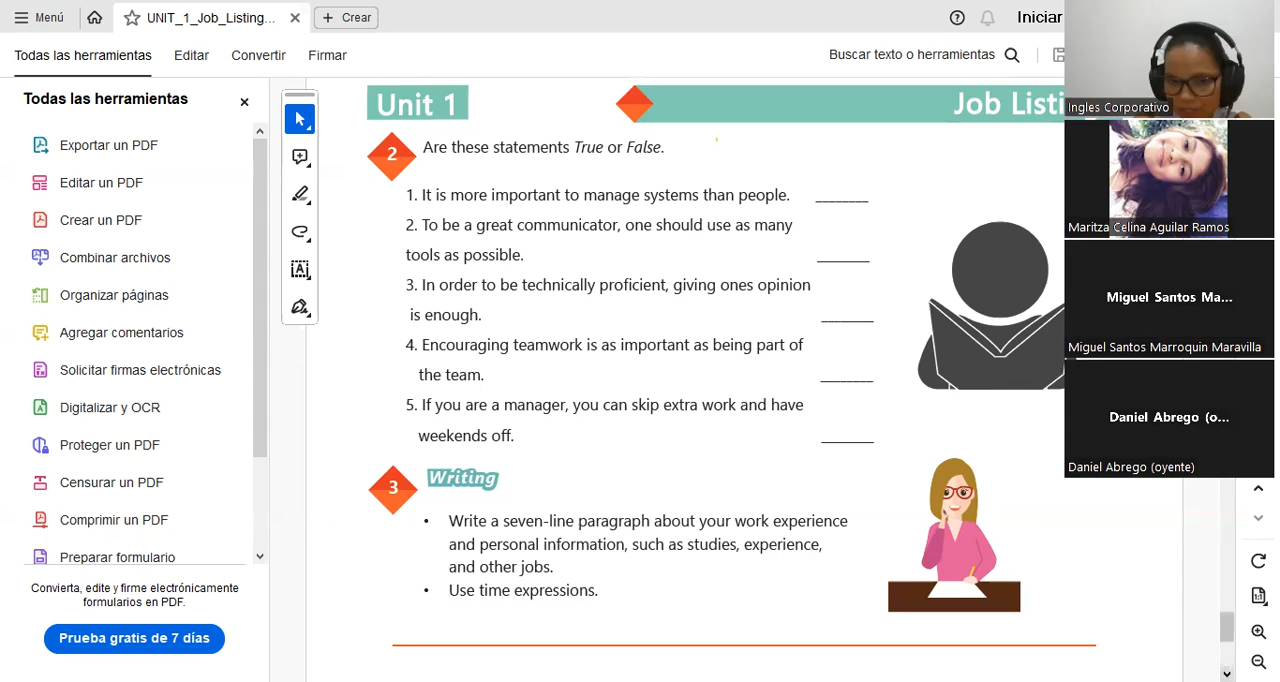 Menú
UNIT_1_Job_Listing...
Crear
Iniciar
Todas las herramientas
Editar
Convertir
Firmar
Buscar texto o herramientas
Todas las herramientas
Exportar un PDF
Editar un PDF
Crear un PDF
Combinar archivos
Organizar páginas
Agregar comentarios
Solicitar firmas electrónicas
Digitalizar y OCR
Proteger un PDF
Censurar un PDF
Comprimir un PDF
Preparar formulario
Convierta, edite y firme electrónicamente
formularios en PDF.
Prueba gratis de 7 días
Unit 1
Job Listi
2 Are these statements True or False.
1. It is more important to manage systems than people. ________
2. To be a great communicator, one should use as many
tools as possible. ________
3. In order to be technically proficient, giving ones opinion
is enough. ________
4. Encouraging teamwork is as important as being part of
the team. ________
5. If you are a manager, you can skip extra work and have
weekends off. ________
3 Writing
• Write a seven-line paragraph about your work experience
and personal information, such as studies, experience,
and other jobs.
• Use time expressions.
Ingles Corporativo
Maritza Celina Aguilar Ramos
Miguel Santos Ma...
Miguel Santos Marroquin Maravilla
Daniel Abrego (o...
Daniel Abrego (oyente)
1:1